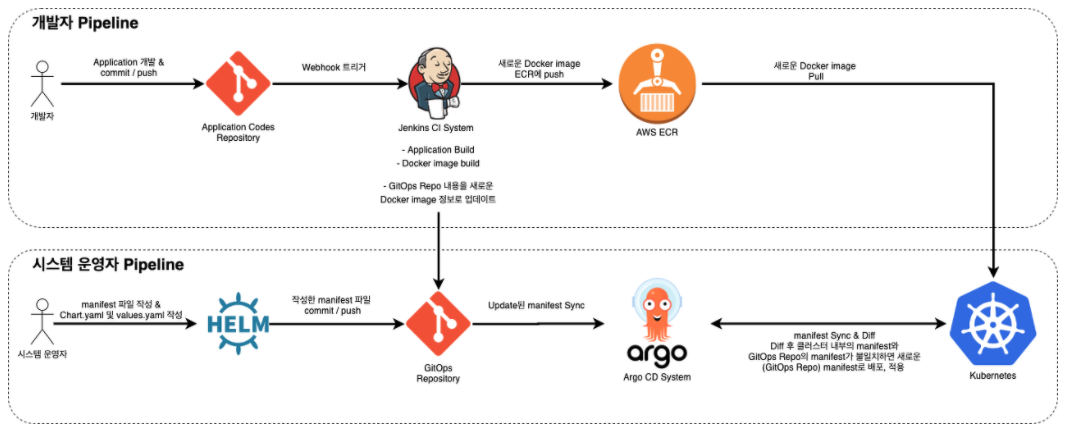 개발자 Pipeline
Application 개발 &
commit / push
Webhook 트리거
새로운 Docker image
ECR에 push
새로운 Docker image
Pull
개발자
Application Codes
Repository
Jenkins CI System
AWS ECR
- Application Build
- Docker image build
- GitOps Repo 내용을 새로운
Docker image 정보로 업데이트
시스템 운영자 Pipeline
manifest 파일 작성 &
Chart.yaml 및 values.yaml 작성
시스템 운영자
HELM
작성한 manifest 파일
commit / push
GitOps
Repository
Update된 manifest Sync
argo
Argo CD System
manifest Sync & Diff
Diff 후 클러스터 내부의 manifest와
GitOps Repo의 manifest가 불일치하면 새로운
(GitOps Repo) manifest로 배포, 적용
Kubernetes